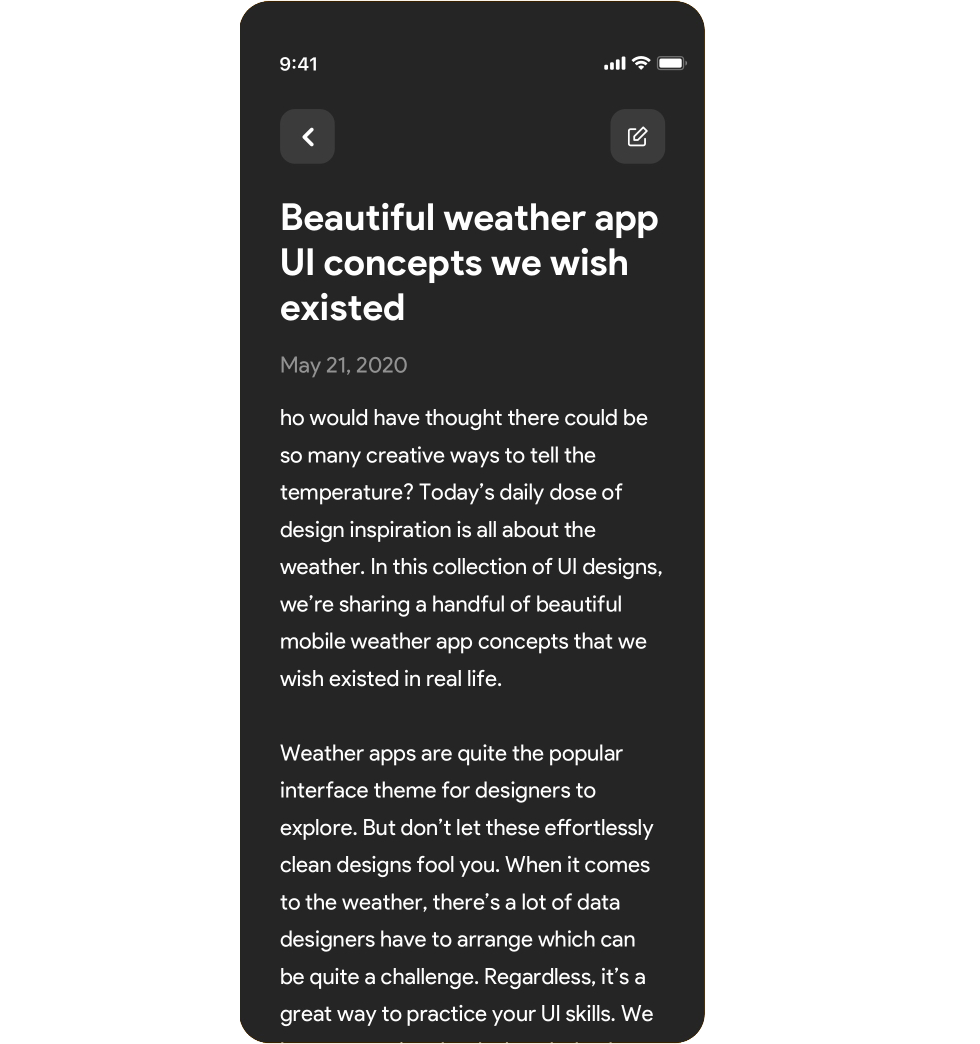 9:41
Beautiful weather app
UI concepts we wish
existed
May 21, 2020
ho would have thought there could be
so many creative ways to tell the
temperature? Today’s daily dose of
design inspiration is all about the
weather. In this collection of UI designs,
we’re sharing a handful of beautiful
mobile weather app concepts that we
wish existed in real life.
Weather apps are quite the popular
interface theme for designers to
explore. But don’t let these effortlessly
clean designs fool you. When it comes
to the weather, there’s a lot of data
designers have to arrange which can
be quite a challenge. Regardless, it’s a
great way to practice your UI skills. We